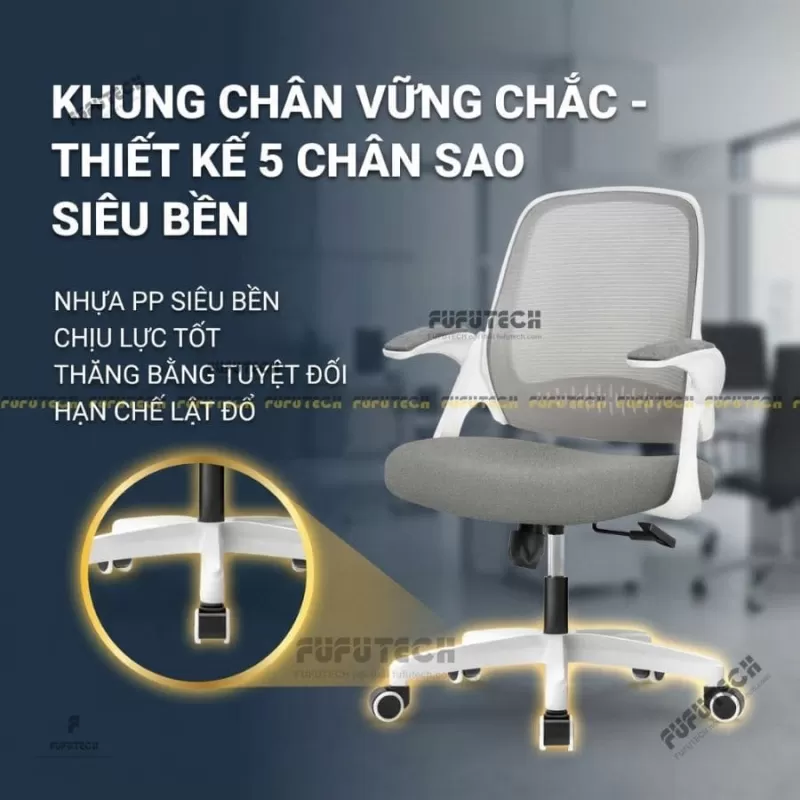 KHUNG CHÂN VỮNG CHẮC -
THIẾT KẾ 5 CHÂN SAO
SIÊU BỀN
NHỰA PP SIÊU BỀN
CHỊU LỰC TỐT
THĂNG BẰNG TUYỆT ĐỐI
HẠN CHẾ LẬT ĐỔ
FUFUTECH
FUFUTECH
FUFUTECH
FUFUTECH
FUFUTECH
FUFUTECH